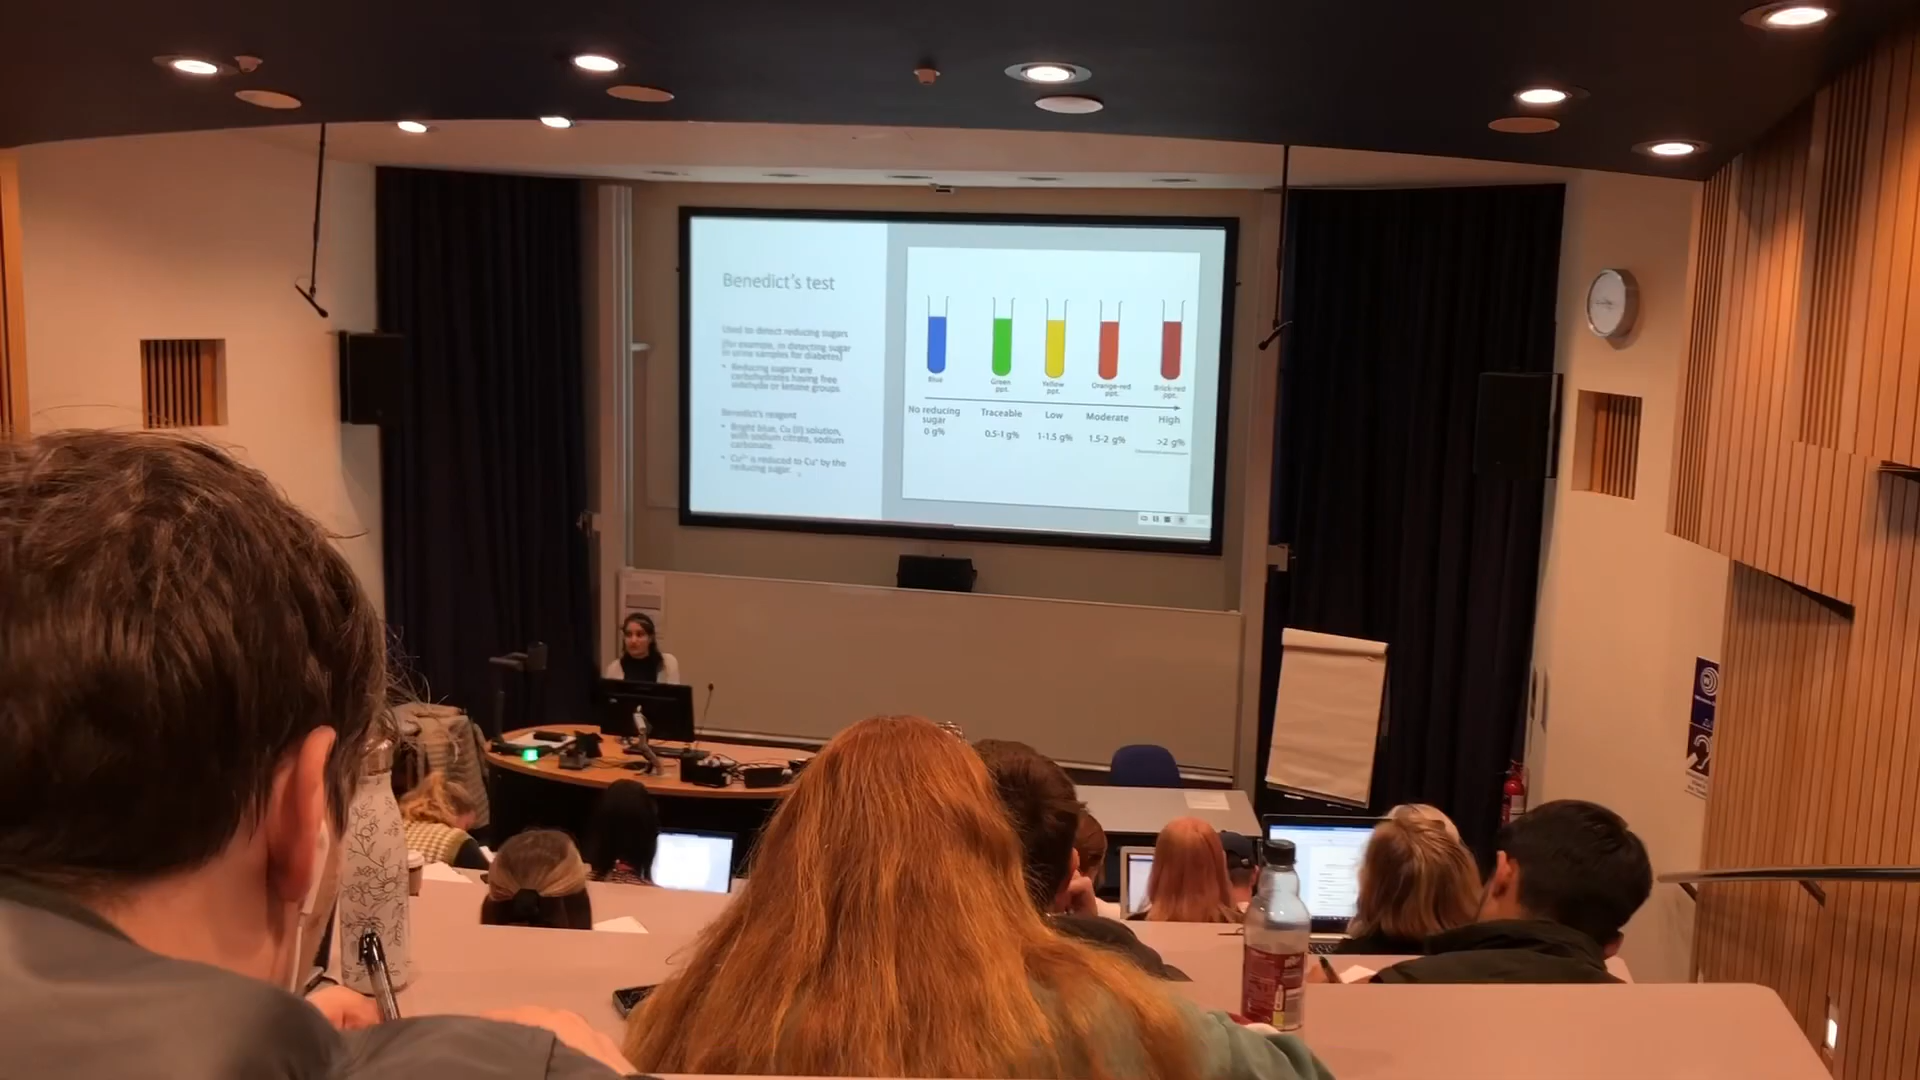 Benedict's test
Used to detect reducing sugars
(for example, in detecting sugar
in urine samples for diabetes)
• Reducing sugars are
carbohydrates having free
aldehyde or ketone groups.
Benedict's reagent
• Bright blue, Cu (II) solution,
with sodium citrate, sodium
carbonate.
• Cu²⁺ is reduced to Cu⁺ by the
reducing sugar.
Blue
Green
ppt.
Yellow
ppt.
Orange-red
ppt.
Brick-red
ppt.
No reducing
sugar
0 g%
Traceable
0.5-1 g%
Low
1-1.5 g%
Moderate
1.5-2 g%
High
>2 g%